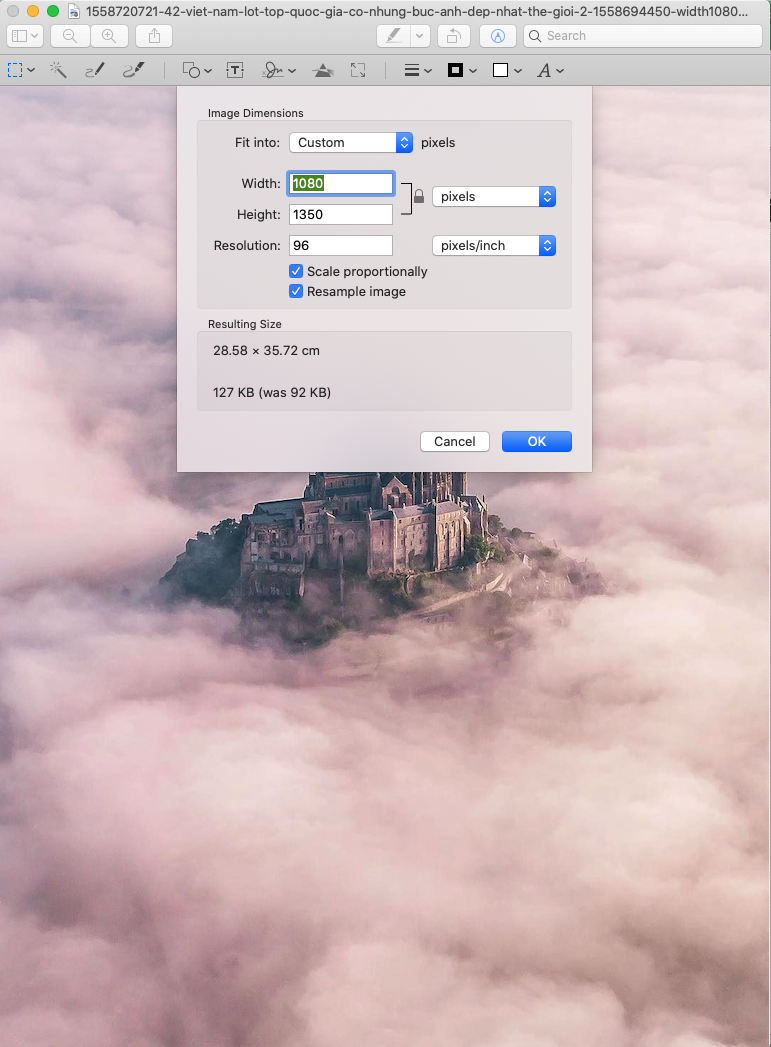 1558720721-42-viet-nam-lot-top-quoc-gia-co-nhung-buc-anh-dep-nhat-the-gioi-2-1558694450-width1080...
Search
T
A
Image Dimensions
Fit into: Custom pixels
Width: 1080
pixels
Height: 1350
Resolution: 96 pixels/inch
Scale proportionally
Resample image
Resulting Size
28.58 × 35.72 cm
127 KB (was 92 KB)
Cancel OK